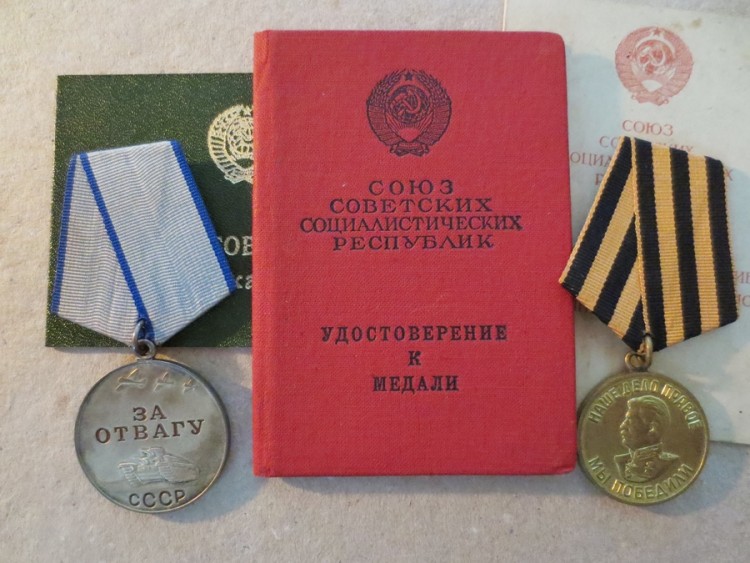 СОЮЗ
СОВЕТСКИХ
СОЦИАЛИСТИЧЕСКИХ
РЕСПУБЛИК
УДОСТОВЕРЕНИЕ
К
МЕДАЛИ
ЗА
ОТВАГУ
СССР
СОЮЗ
НАШЕ ДЕЛО ПРАВОЕ
МЫ ПОБЕДИЛИ